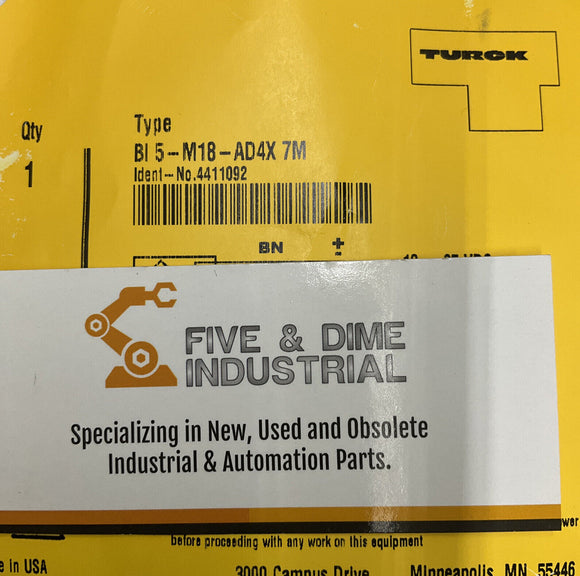 TURCK
Qty
1
Type
BI 5-M18-AD4X 7M
Ident-No.4411092
BN
±
FIVE & DIME
INDUSTRIAL
Specializing in New, Used and Obsolete
Industrial & Automation Parts.
wer
before proceeding with any work on this equipment
e in USA
3000 Campus Drive
Minneapolis, MN 55446